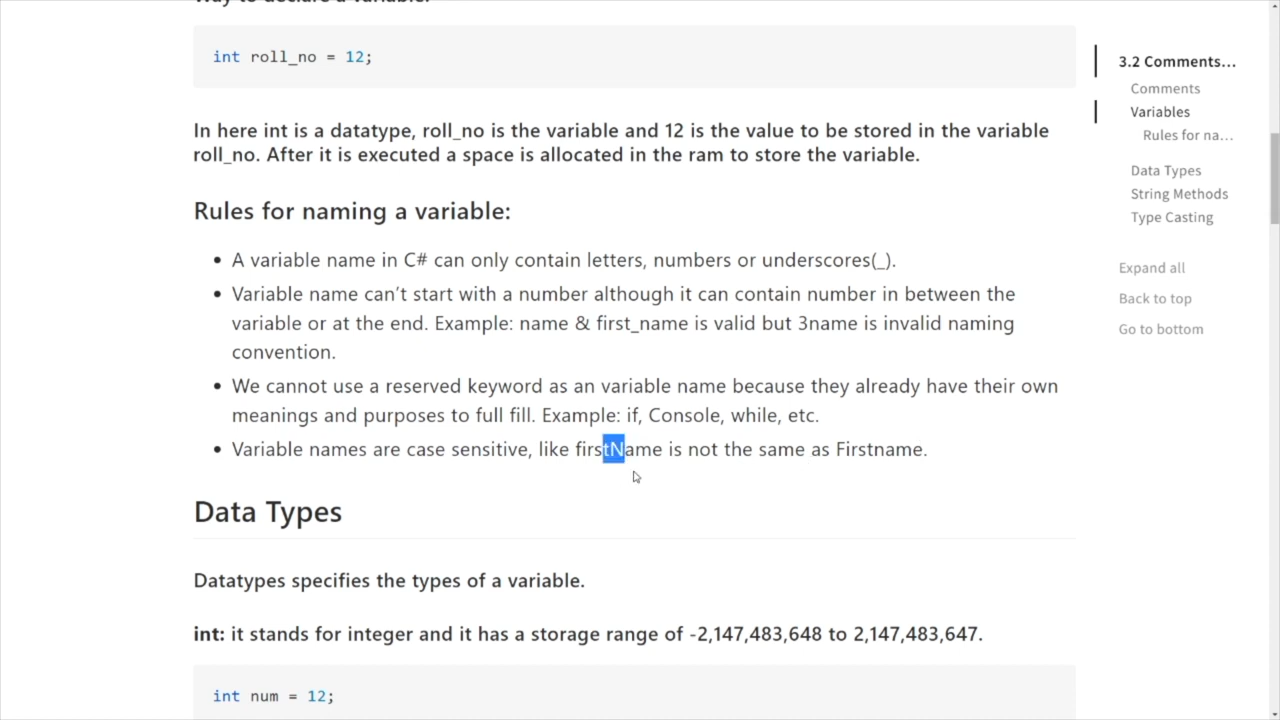 Way to declare a variable:
int roll_no = 12;
In here int is a datatype, roll_no is the variable and 12 is the value to be stored in the variable
roll_no. After it is executed a space is allocated in the ram to store the variable.
Rules for naming a variable:
• A variable name in C# can only contain letters, numbers or underscores(_).
• Variable name can't start with a number although it can contain number in between the
variable or at the end. Example: name & first_name is valid but 3name is invalid naming
convention.
• We cannot use a reserved keyword as an variable name because they already have their own
meanings and purposes to full fill. Example: if, Console, while, etc.
• Variable names are case sensitive, like firstName is not the same as Firstname.
Data Types
Datatypes specifies the types of a variable.
int: it stands for integer and it has a storage range of -2,147,483,648 to 2,147,483,647.
int num = 12;
3.2 Comments…
Comments
Variables
Rules for na…
Data Types
String Methods
Type Casting
Expand all
Back to top
Go to bottom